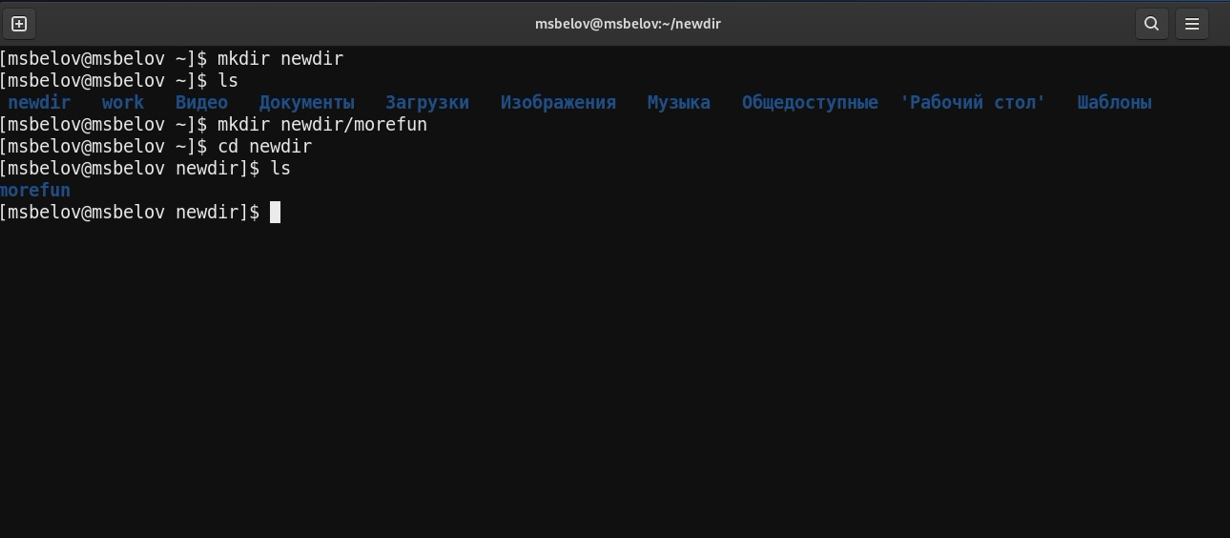 msbelov@msbelov:~/newdir
[msbelov@msbelov ~]$ mkdir newdir
[msbelov@msbelov ~]$ ls
newdir work Видео Документы Загрузки Изображения Музыка Общедоступные 'Рабочий стол' Шаблоны
[msbelov@msbelov ~]$ mkdir newdir/morefun
[msbelov@msbelov ~]$ cd newdir
[msbelov@msbelov newdir]$ ls
morefun
[msbelov@msbelov newdir]$